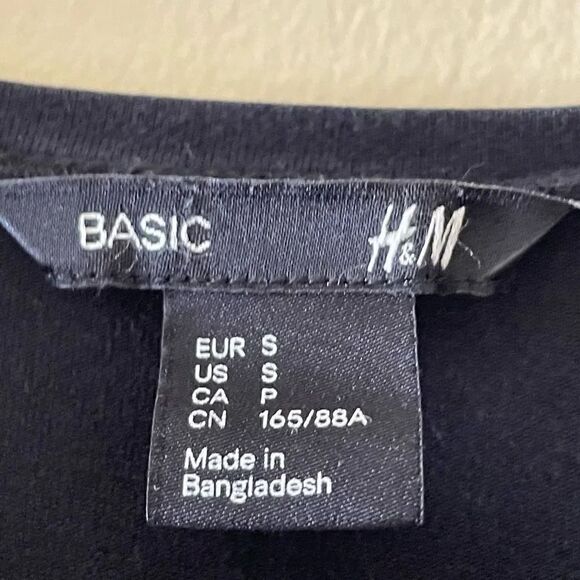 BASIC H&M
EUR S
US S
CA P
CN 165/88A
Made in
Bangladesh